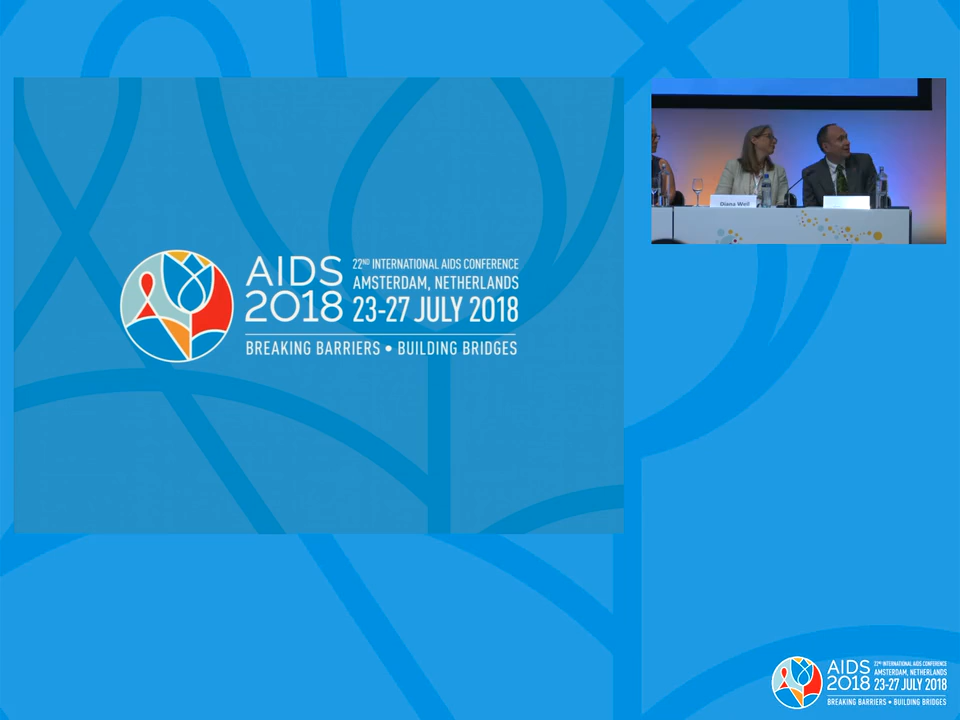 AIDS
2018
22ND INTERNATIONAL AIDS CONFERENCE
AMSTERDAM, NETHERLANDS
23-27 JULY 2018
BREAKING BARRIERS • BUILDING BRIDGES
Diana Weil
AIDS
2018
22ND INTERNATIONAL AIDS CONFERENCE
AMSTERDAM, NETHERLANDS
23-27 JULY 2018
BREAKING BARRIERS • BUILDING BRIDGES